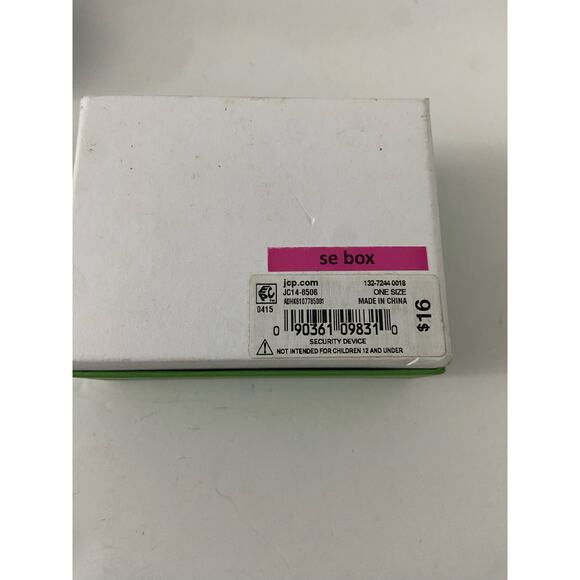 se box
jcp.com 132-7244 0018
JC14-8506 ONE SIZE
ADHK6107785001 MADE IN CHINA
0415
0 90361 09831 0
$16
SECURITY DEVICE
NOT INTENDED FOR CHILDREN 12 AND UNDER